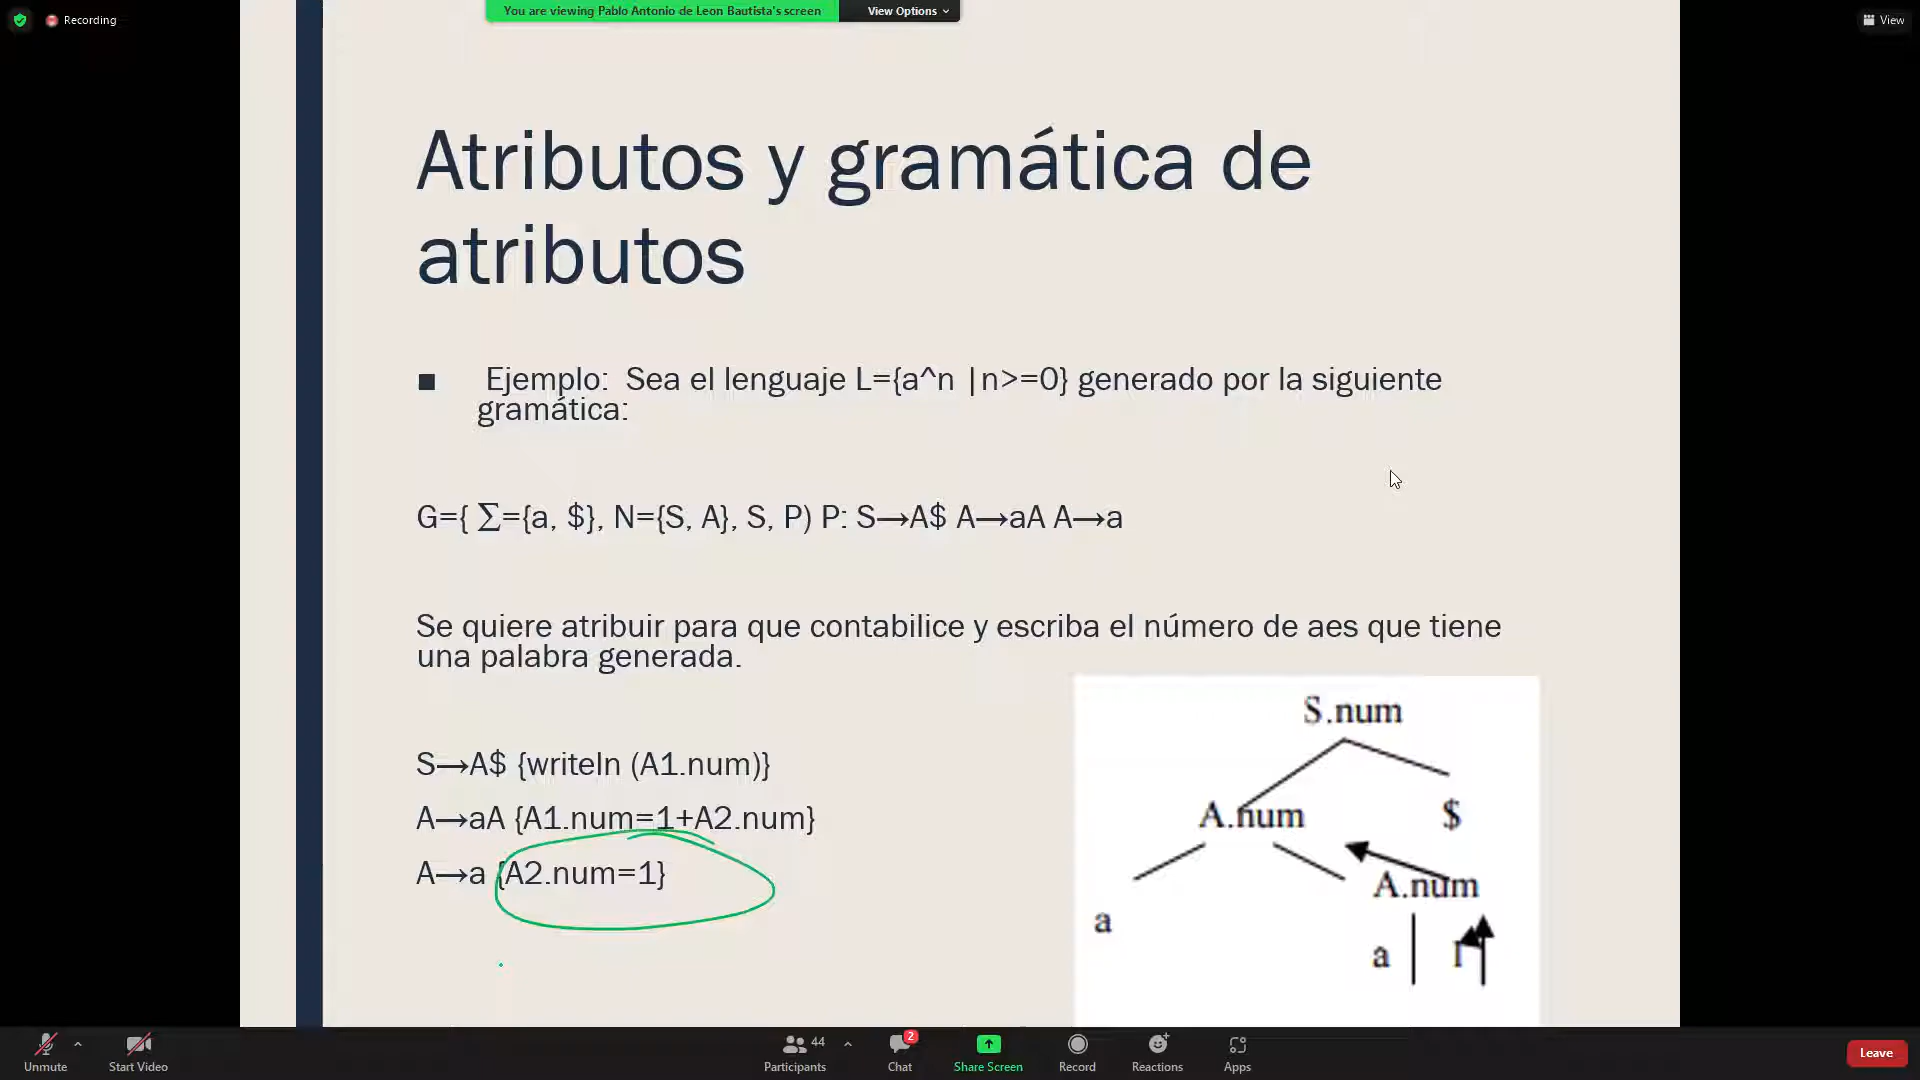 Recording
You are viewing Pablo Antonio de Leon Bautista's screen
View Options
View
Atributos y gramática de
atributos
Ejemplo: Sea el lenguaje L={a^n |n>=0} generado por la siguiente
gramática:
G={ ∑={a, $}, N={S, A}, S, P) P: S→A$ A→aA A→a
Se quiere atribuir para que contabilice y escriba el número de aes que tiene
una palabra generada.
S→A$ {writeln (A1.num)}
A→aA {A1.num=1+A2.num}
A→a {A2.num=1}
S.num
A.num
$
A.num
a
a
Unmute
Start Video
44
Participants
2
Chat
Share Screen
Record
Reactions
Apps
Leave